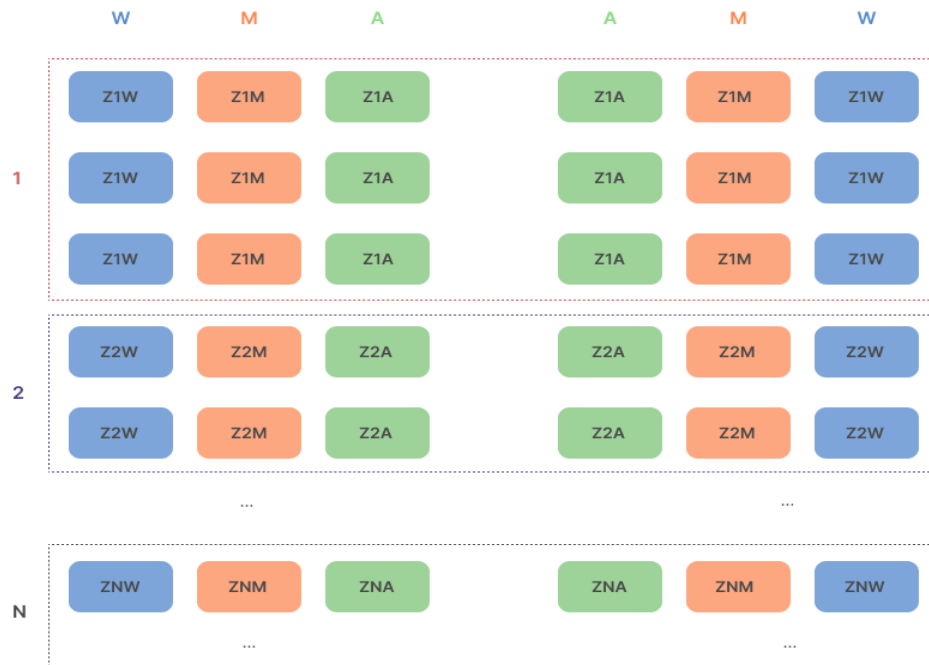 W M A A M W
Z1W Z1M Z1A Z1A Z1M Z1W
1
Z1W Z1M Z1A Z1A Z1M Z1W
Z1W Z1M Z1A Z1A Z1M Z1W
Z2W Z2M Z2A Z2A Z2M Z2W
2
Z2W Z2M Z2A Z2A Z2M Z2W
... ...
ZNW ZNM ZNA ZNA ZNM ZNW
N
... ...